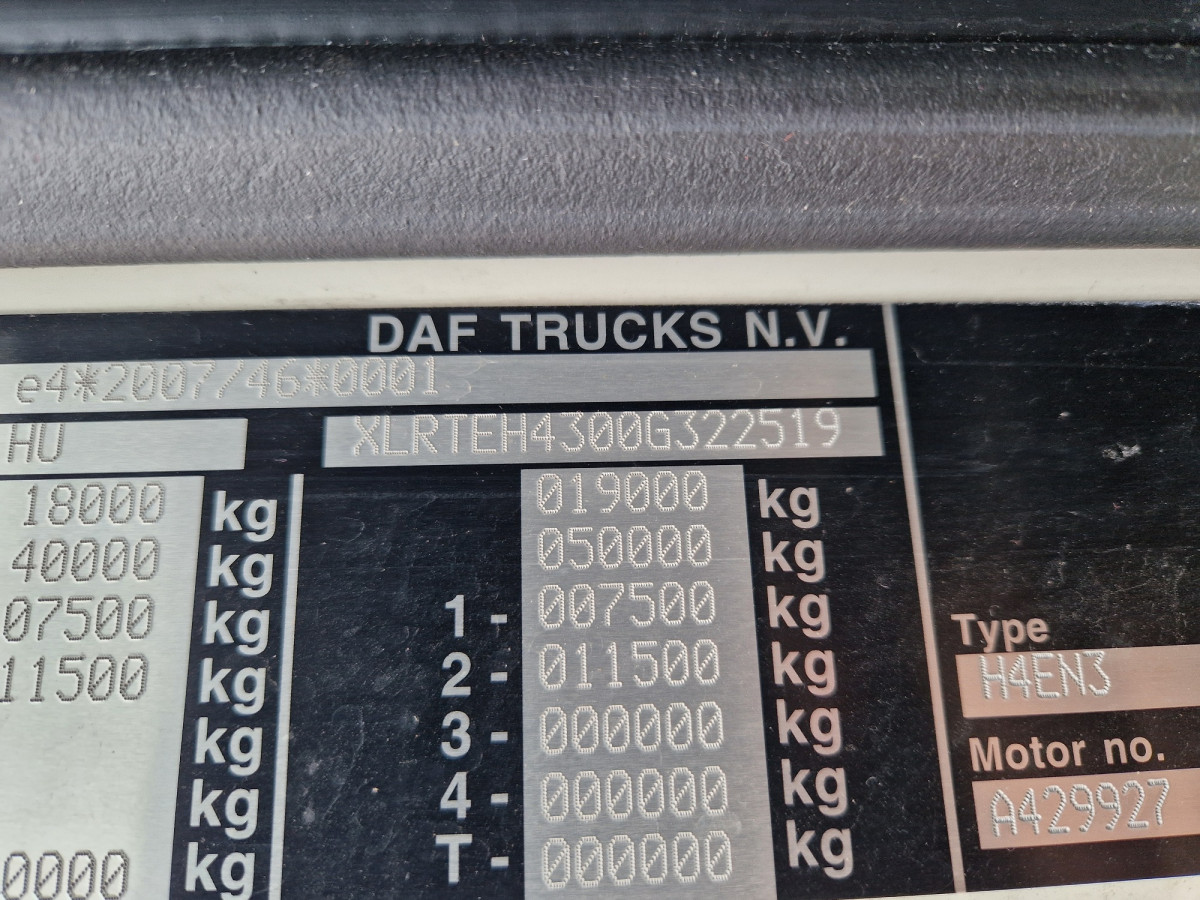 DAF TRUCKS N.V.
e4*2007/46*0001
HU XLRTEH4300G322519
18000 kg 019000 kg
40000 kg 050000 kg
07500 kg 1 - 007500 kg
11500 kg 2 - 011500 kg
kg 3 - 000000 kg
kg 4 - 000000 kg
0000 kg T - 000000 kg
Type
H4EN3
Motor no.
A429927